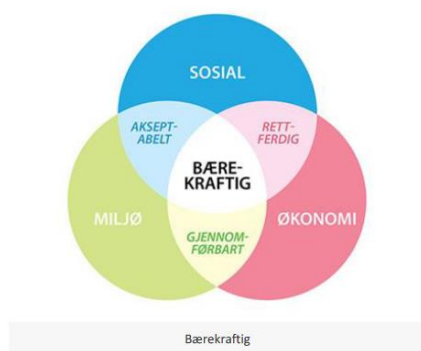 SOSIAL
AKSEPT-
ABELT
RETT-
FERDIG
BÆRE-
KRAFTIG
MILJØ
ØKONOMI
GJENNOM-
FØRBART
Bærekraftig